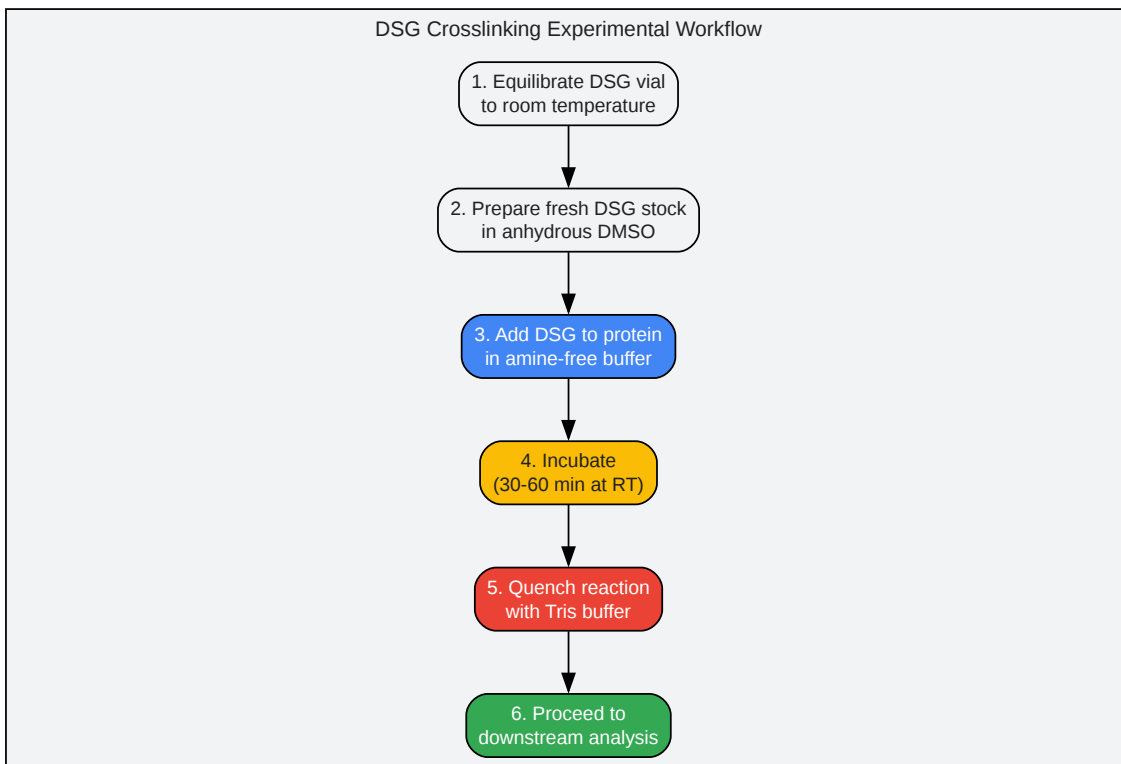 DSG Crosslinking Experimental Workflow
1. Equilibrate DSG vial
to room temperature
2. Prepare fresh DSG stock
in anhydrous DMSO
3. Add DSG to protein
in amine-free buffer
4. Incubate
(30-60 min at RT)
5. Quench reaction
with Tris buffer
6. Proceed to
downstream analysis